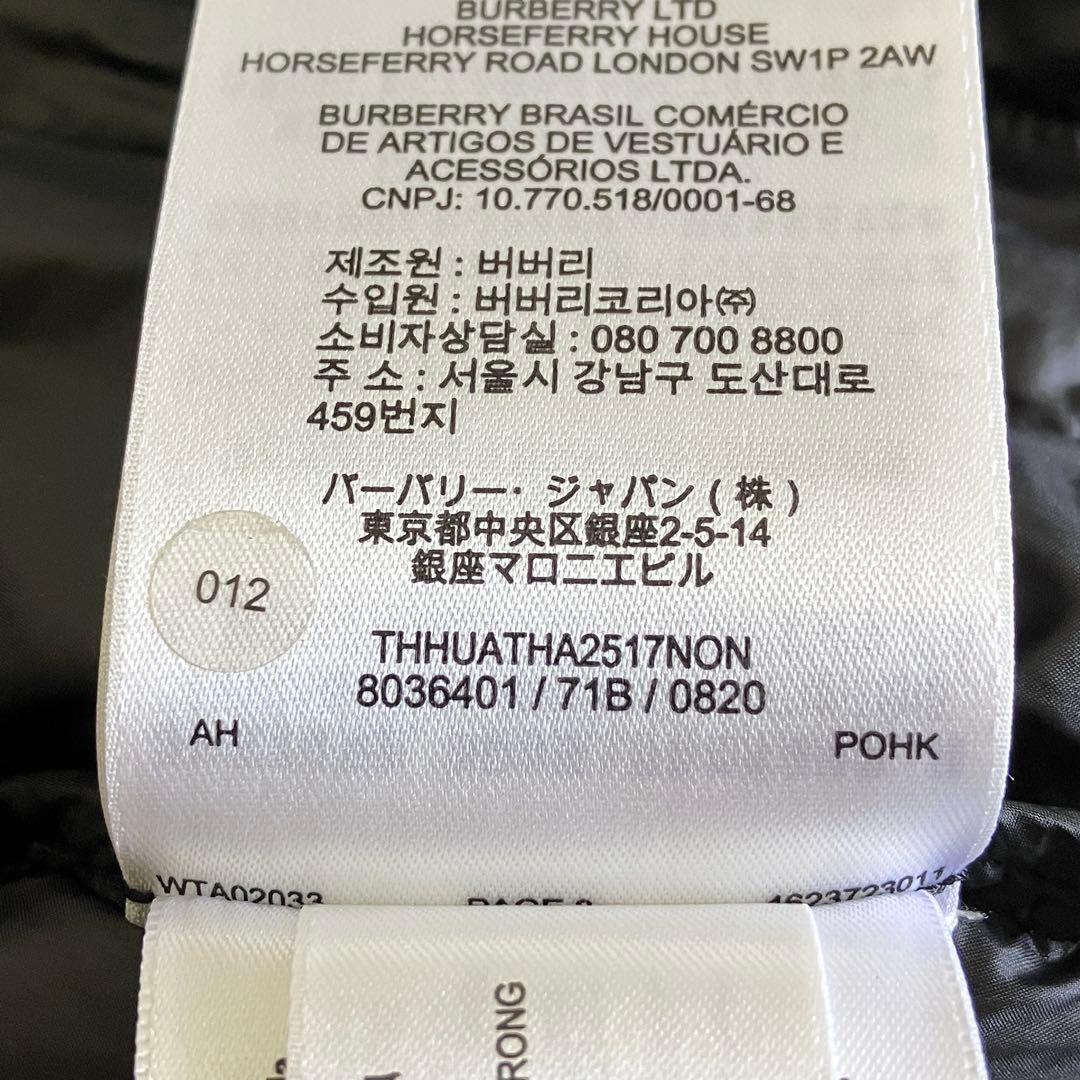 BURBERRY LTD
HORSEFERRY HOUSE
HORSEFERRY ROAD LONDON SW1P 2AW
BURBERRY BRASIL COMÉRCIO
DE ARTIGOS DE VESTUÁRIO E
ACESSÓRIOS LTDA.
CNPJ: 10.770.518/0001-68
제조원 : 버버리
수입원 : 버버리코리아㈜
소비자상담실 : 080 700 8800
주 소 : 서울시 강남구 도산대로
459번지
バーバリー· ジャパン ( 株 )
東京都中央区銀座2-5-14
銀座マロニエビル
012
THHUATHA2517NON
8036401 / 71B / 0820
AH
POHK
WTA02033
4623723011
RONG